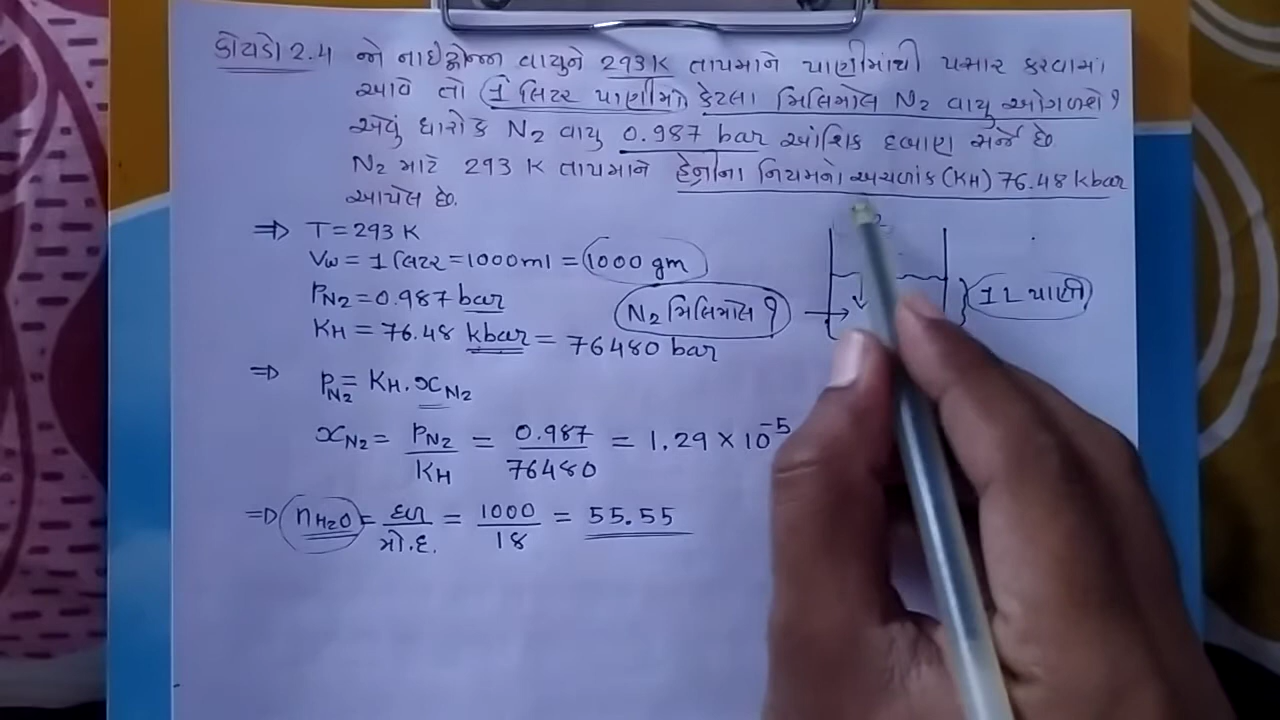 કોયડો 2.4 જો નાઈટ્રોજન વાયુને 293K તાપમાને પાણીમાંથી પસાર કરવામાં
આવે તો 1 લિટર પાણીમાં કેટલા મિલિમોલ N2 વાયુ ઓગળશે ?
એવું ધારો કે N2 વાયુ 0.987 bar આંશિક દબાણ સર્જે છે.
N2 માટે 293 K તાપમાને હેન્રીના નિયમનો અચળાંક (KH) 76.48 kbar
આપેલ છે.
⇒ T = 293 K
Vw = 1 લિટર = 1000ml = 1000 gm
PN2 = 0.987 bar
N2 મિલિમોલ ?
1L પાણી
KH = 76.48 kbar = 76480 bar
⇒ PN2 = KH . xN2
xN2 = PN2 / KH = 0.987 / 76480 = 1.29 × 10^-5
⇒ nH2O = દળ / મો.દ. = 1000 / 18 = 55.55